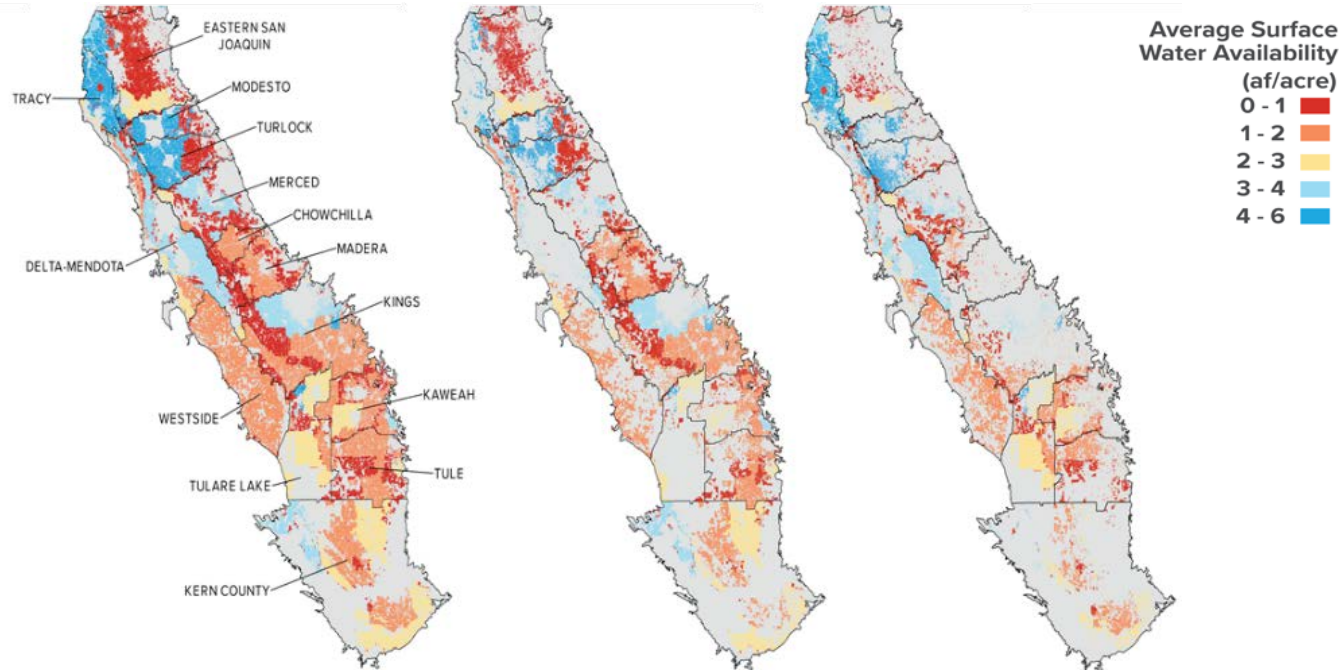 EASTERN SAN
JOAQUIN
TRACY
MODESTO
TURLOCK
MERCED
CHOWCHILLA
DELTA-MENDOTA
MADERA
KINGS
WESTSIDE
KAWEAH
TULARE LAKE
TULE
KERN COUNTY
Average Surface
Water Availability
(af/acre)
0 - 1
1 - 2
2 - 3
3 - 4
4 - 6